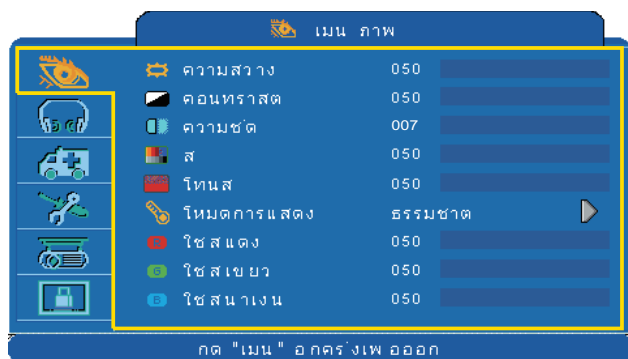 เมน ภาพ
ความสวาง 050
คอนทราสต 050
ความช่ด 007
ส 050
โทนส 050
โหมดการแสดง ธรรมชาต
R ใชสแดง 050
G ใชสเขยว 050
B ใชสนาเงน 050
กด "เมน" อกคร่งเพ อออก